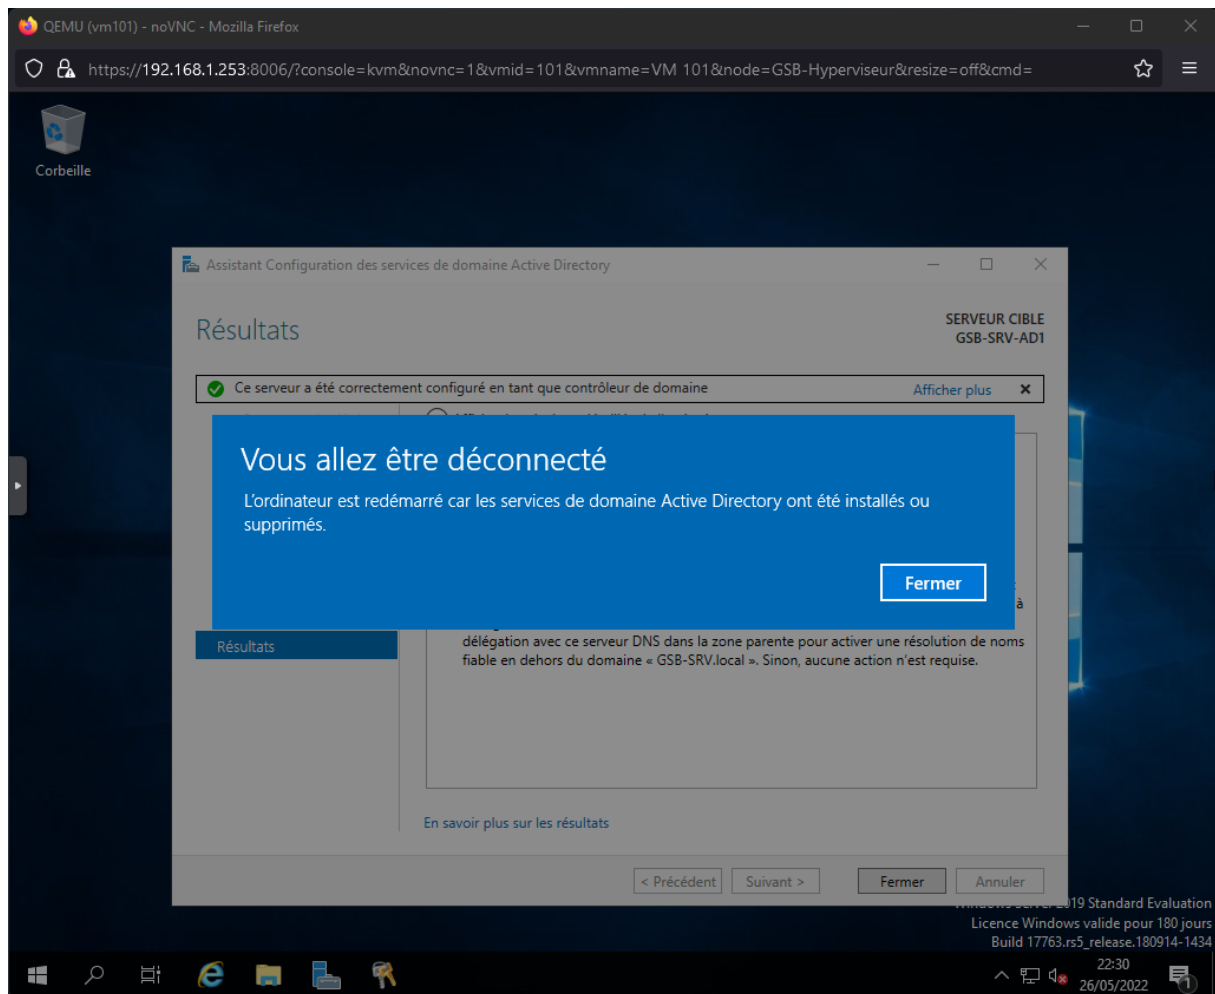 QEMU (vm101) - noVNC - Mozilla Firefox
https://192.168.1.253:8006/?console=kvm&novnc=1&vmid=101&vmname=VM 101&node=GSB-Hyperviseur&resize=off&cmd=
Corbeille
Assistant Configuration des services de domaine Active Directory
Résultats
SERVEUR CIBLE
GSB-SRV-AD1
Ce serveur a été correctement configuré en tant que contrôleur de domaine
Afficher plus
Vous allez être déconnecté
L'ordinateur est redémarré car les services de domaine Active Directory ont été installés ou
supprimés.
Fermer
à
Résultats
délégation avec ce serveur DNS dans la zone parente pour activer une résolution de noms
fiable en dehors du domaine « GSB-SRV.local ». Sinon, aucune action n'est requise.
En savoir plus sur les résultats
< Précédent
Suivant >
Fermer
Annuler
19 Standard Evaluation
Licence Windows valide pour 180 jours
Build 17763.rs5_release.180914-1434
22:30
26/05/2022
1